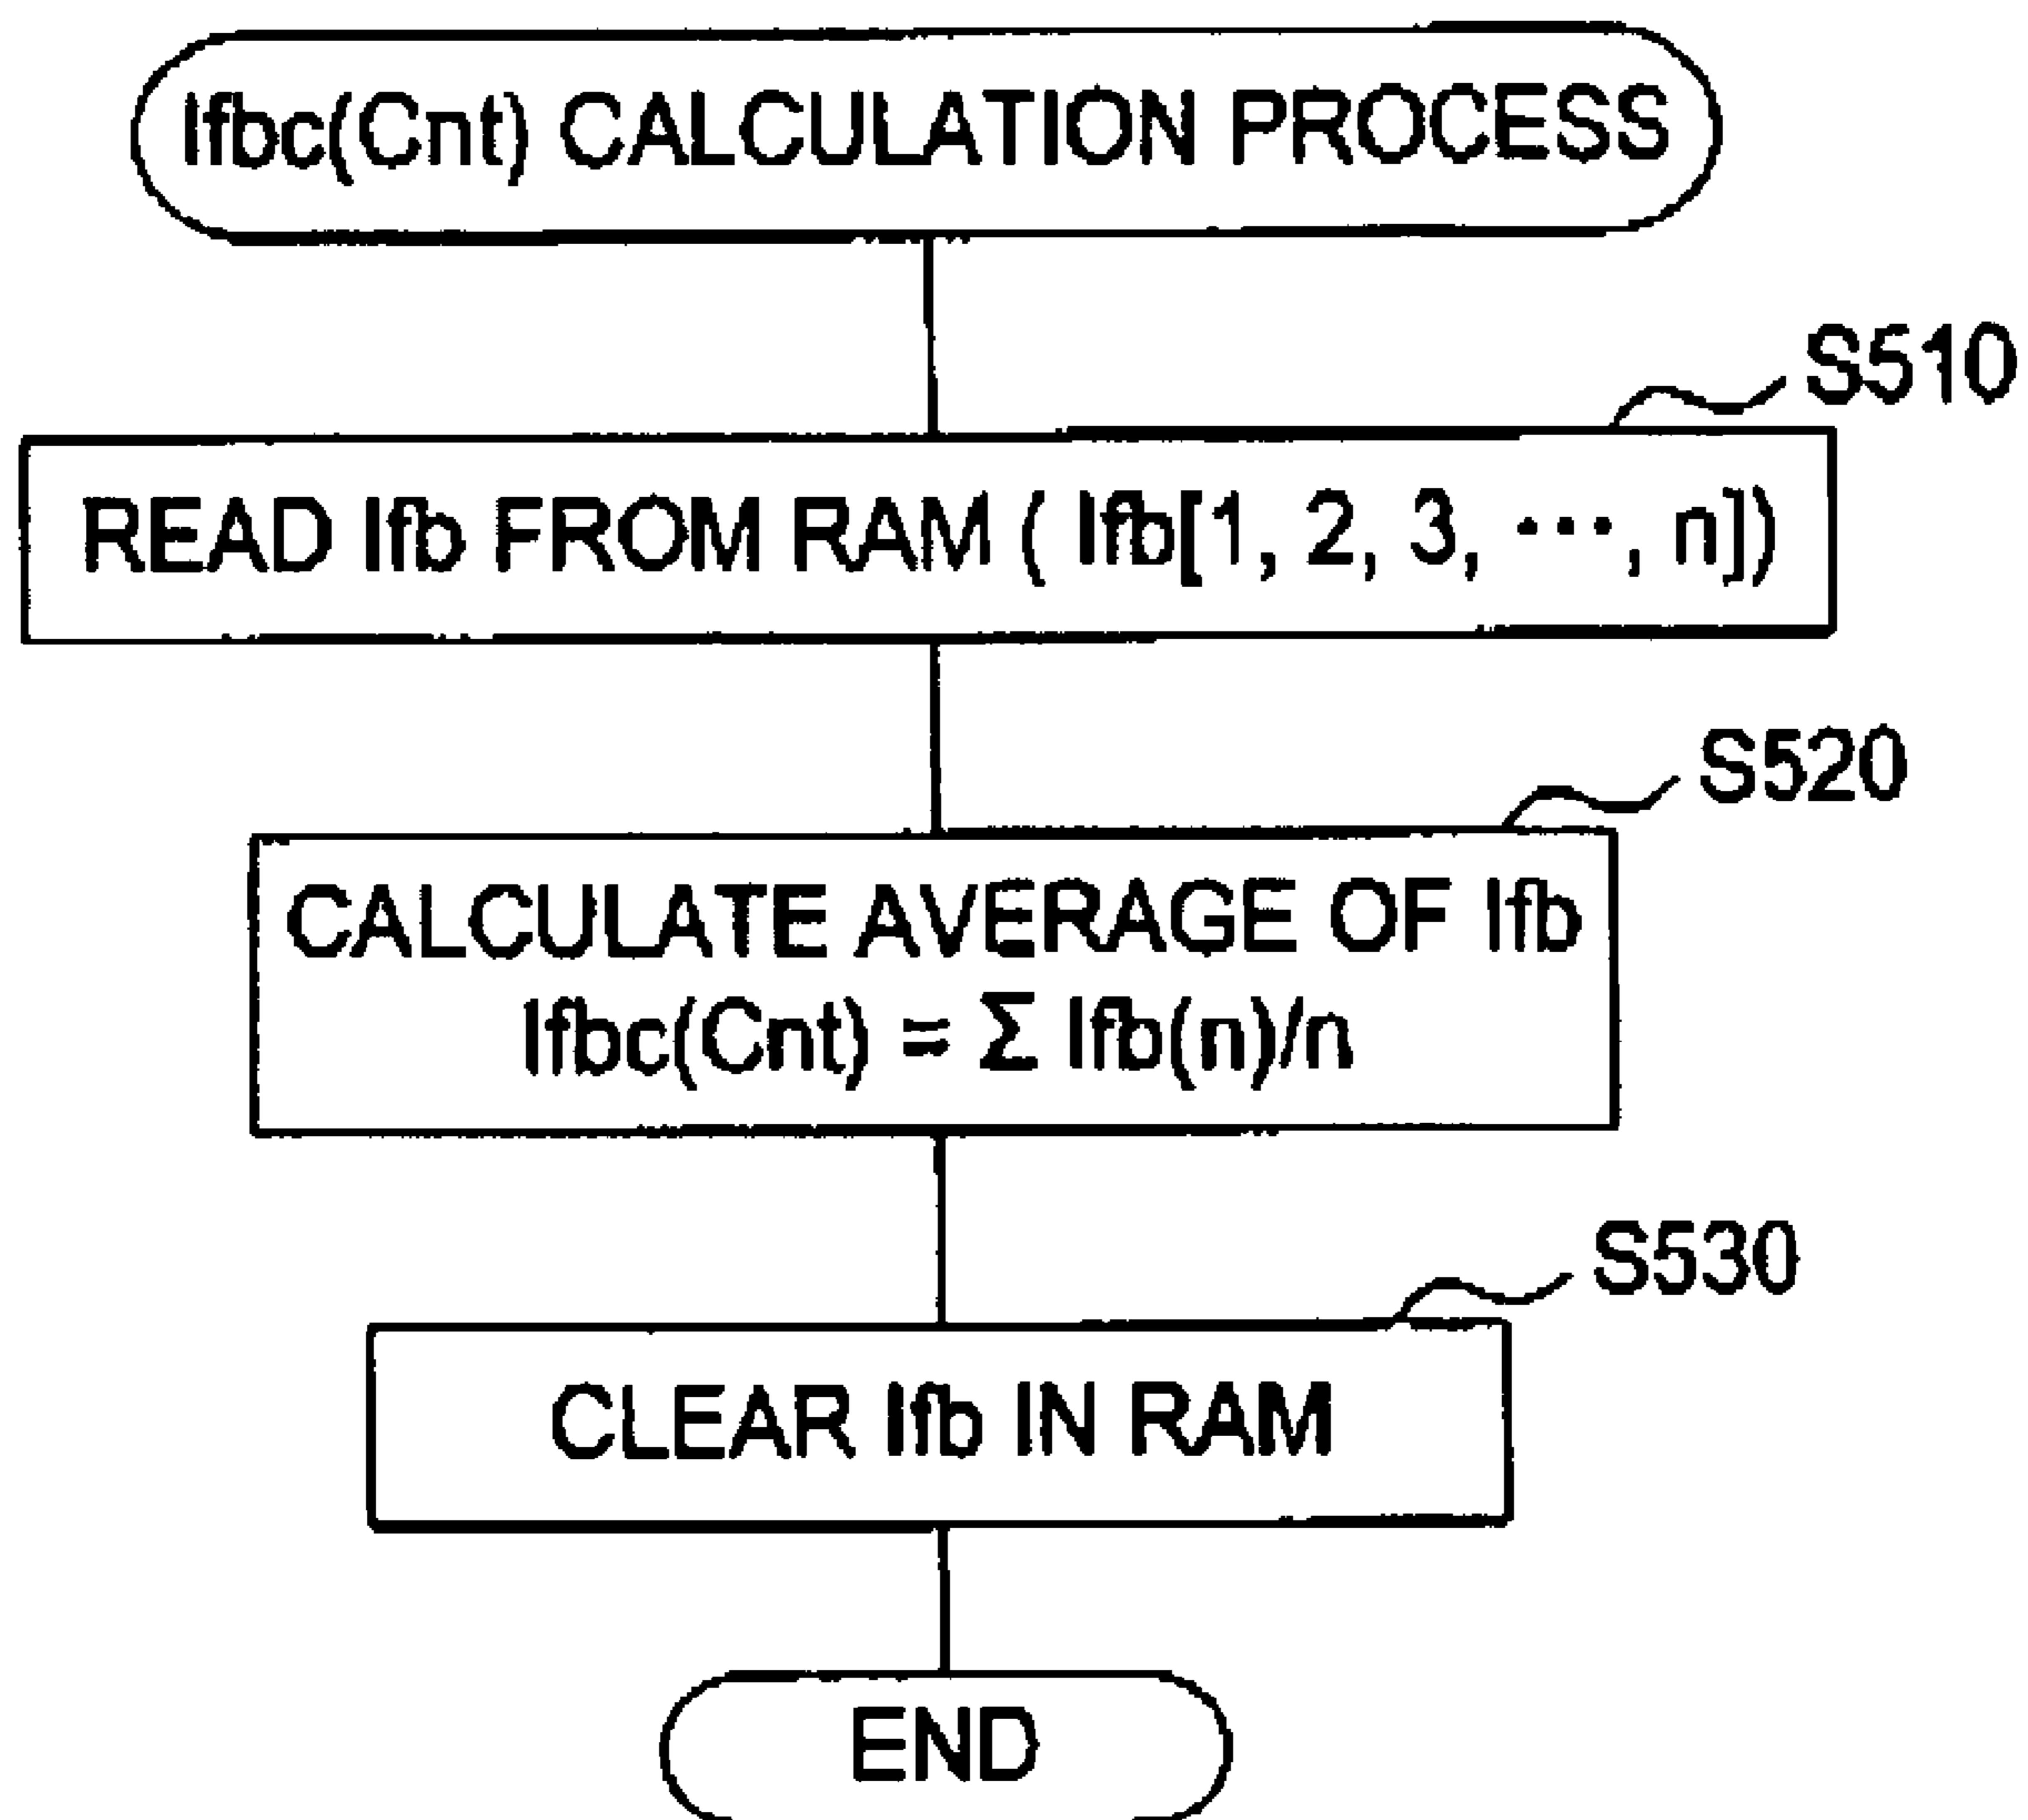 Ifbc(Cnt) CALCULATION PROCESS
S510
READ Ifb FROM RAM ( Ifb[1, 2, 3, ⋯, n])
S520
CALCULATE AVERAGE OF Ifb
Ifbc(Cnt) = Σ Ifb(n)/n
S530
CLEAR Ifb IN RAM
END